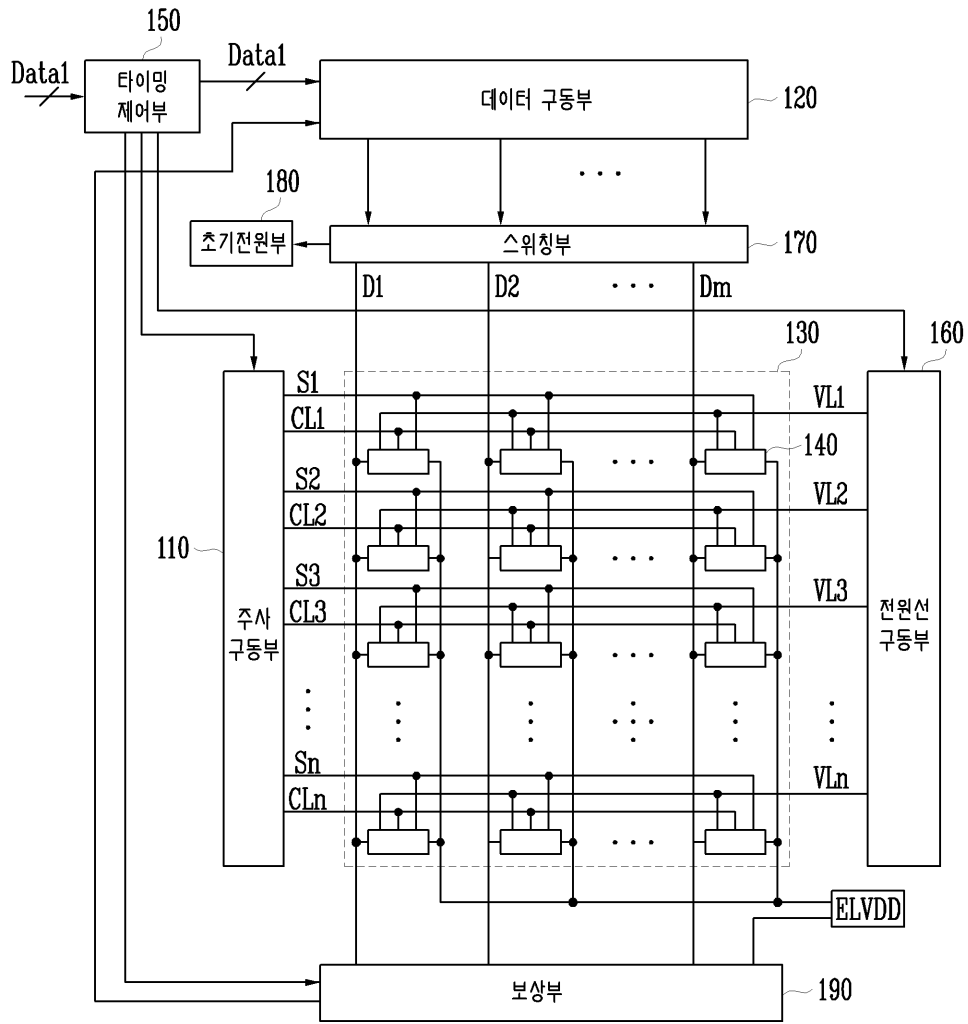 150
Data1
타이밍
제어부
Data1
데이터 구동부
120
180
초기전원부
스위칭부
170
D1
D2
Dm
130
160
S1
VL1
CL1
140
S2
VL2
CL2
110
S3
VL3
CL3
주사
구동부
전원선
구동부
Sn
VLn
CLn
ELVDD
보상부
190